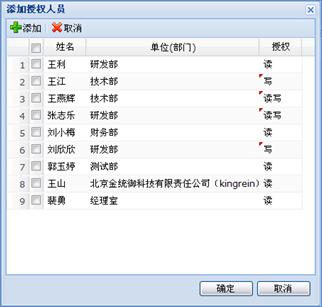 添加授权人员
添加 取消
姓名 单位(部门) 授权
1 王利 研发部 读
2 王江 技术部 写
3 王燕辉 技术部 读写
4 张志乐 研发部 读写
5 刘小梅 财务部 读
6 刘欣欣 研发部 写
7 郭玉婷 测试部 读
8 王山 北京金统御科技有限责任公司（kingrein） 读
9 裴勇 经理室 读
确定 取消